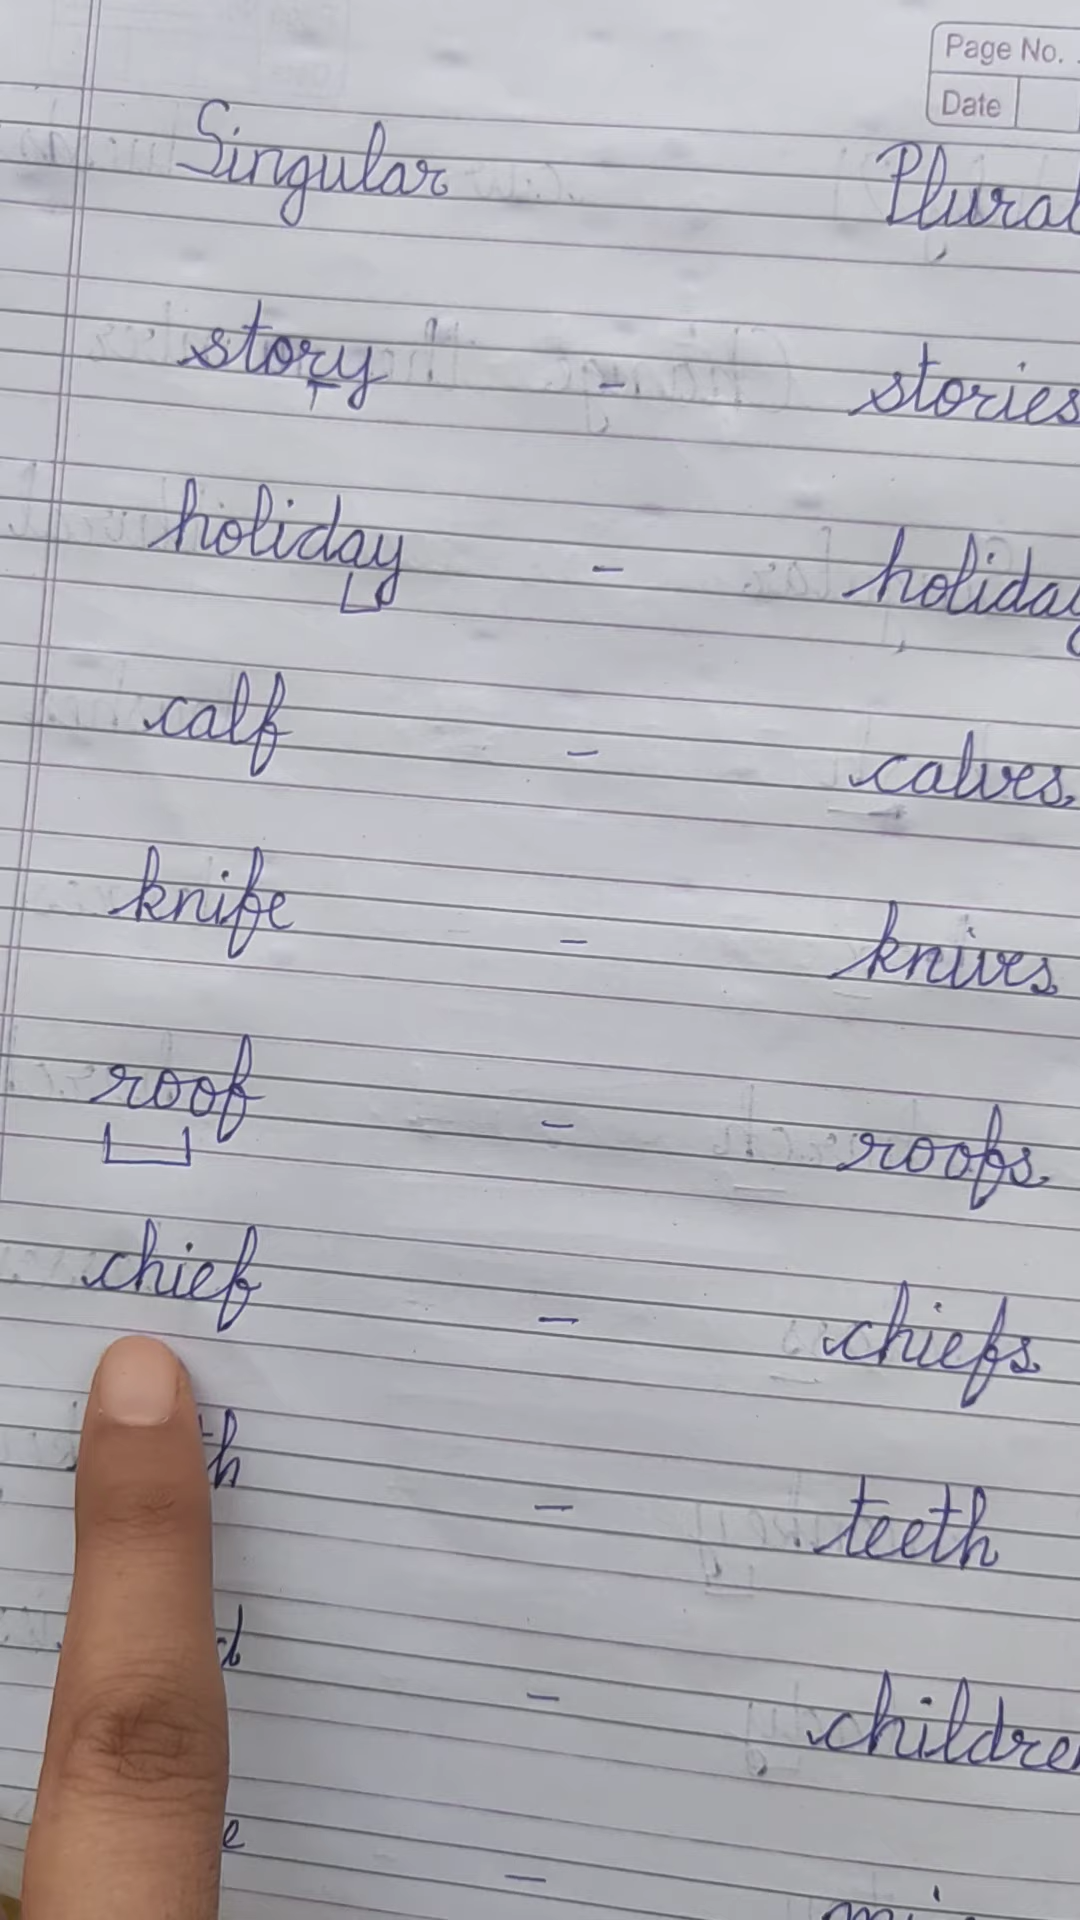 Page No.
Date
Singular Plural
story - stories
holiday - holiday
calf - calves
knife - knives
roof - roofs
chief - chiefs
- teeth
- childre
-